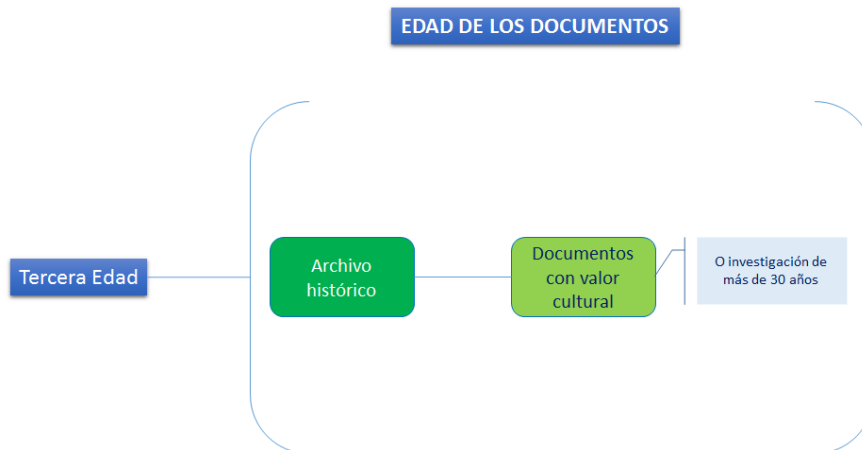 EDAD DE LOS DOCUMENTOS
Tercera Edad
Archivo
histórico
Documentos
con valor
cultural
O investigación de
más de 30 años